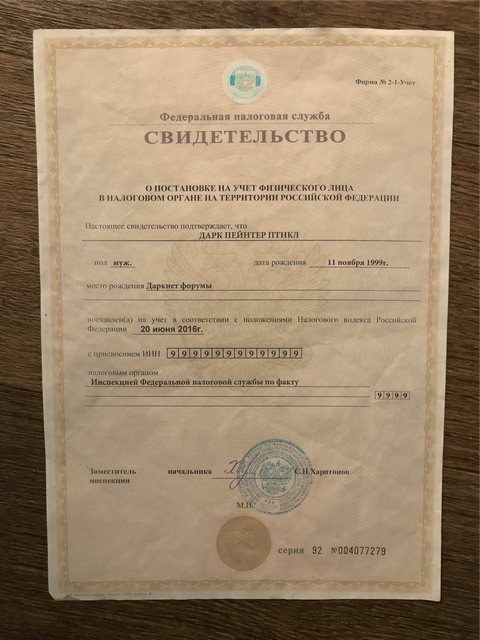 Форма № 2-1-Учет
Федеральная налоговая служба
СВИДЕТЕЛЬСТВО
О ПОСТАНОВКЕ НА УЧЕТ ФИЗИЧЕСКОГО ЛИЦА
В НАЛОГОВОМ ОРГАНЕ НА ТЕРРИТОРИИ РОССИЙСКОЙ ФЕДЕРАЦИИ
Настоящее свидетельство подтверждает, что
ДАРК ПЕЙНТЕР ПТНКЛ
пол муж. дата рождения 11 ноября 1999г.
место рождения Даркнет форумы
поставлен(а) на учет в соответствии с положениями Налогового кодекса Российской
Федерации 20 июня 2016г.
с присвоением ИНН 999999999999
налоговым органом
Инспекцией Федеральной налоговой службы по факту
9999
Заместитель начальника С.Н.Харитонов
инспекции
М.П.
серия 92 №004077279